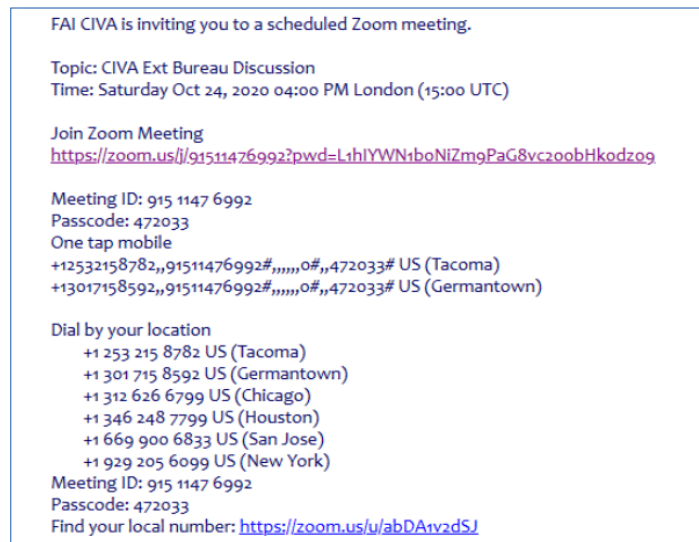 FAI CIVA is inviting you to a scheduled Zoom meeting.
Topic: CIVA Ext Bureau Discussion
Time: Saturday Oct 24, 2020 04:00 PM London (15:00 UTC)
Join Zoom Meeting
https://zoom.us/j/91511476992?pwd=L1hIYWN1boNiZm9PaG8vc200bHk0dz09
Meeting ID: 915 1147 6992
Passcode: 472033
One tap mobile
+12532158782,,91511476992#,,,,,,0#,,472033# US (Tacoma)
+13017158592,,91511476992#,,,,,,0#,,472033# US (Germantown)
Dial by your location
+1 253 215 8782 US (Tacoma)
+1 301 715 8592 US (Germantown)
+1 312 626 6799 US (Chicago)
+1 346 248 7799 US (Houston)
+1 669 900 6833 US (San Jose)
+1 929 205 6099 US (New York)
Meeting ID: 915 1147 6992
Passcode: 472033
Find your local number: https://zoom.us/u/abDA1v2dSJ